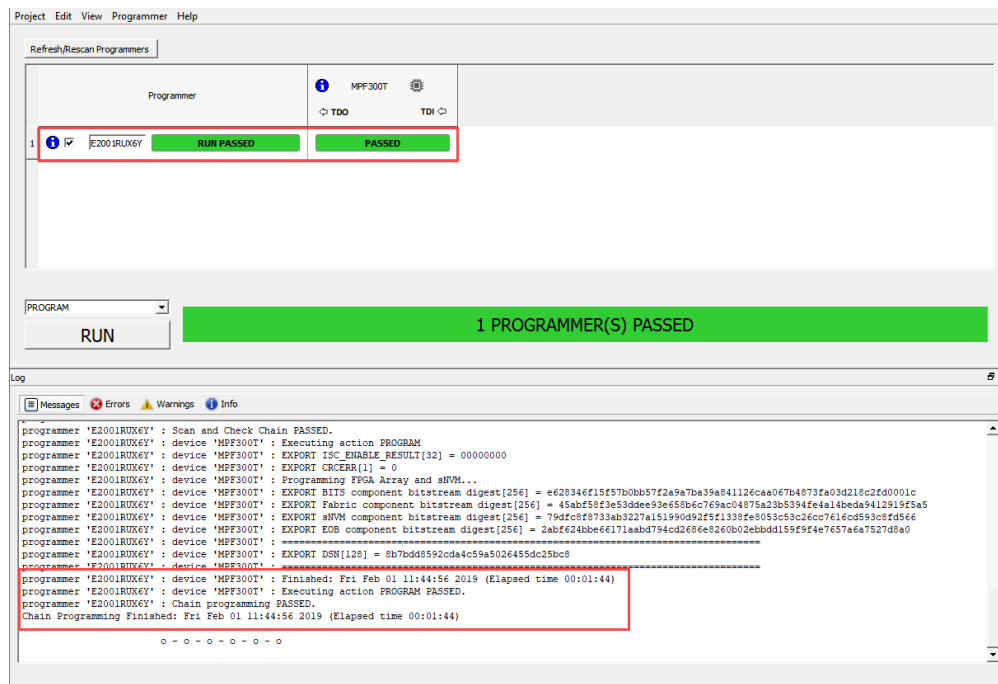 Project Edit View Programmer Help
Refresh/Rescan Programmers
Programmer
MPF300T
TDO TDI
1 E2001RUX6Y RUN PASSED PASSED
PROGRAM
RUN
1 PROGRAMMER(S) PASSED
Log
Messages Errors Warnings Info
programmer 'E2001RUX6Y' : Scan and Check Chain PASSED.
programmer 'E2001RUX6Y' : device 'MPF300T' : Executing action PROGRAM
programmer 'E2001RUX6Y' : device 'MPF300T' : EXPORT ISC_ENABLE_RESULT[32] = 00000000
programmer 'E2001RUX6Y' : device 'MPF300T' : EXPORT CRCERR[1] = 0
programmer 'E2001RUX6Y' : device 'MPF300T' : Programming FPGA Array and sNVM...
programmer 'E2001RUX6Y' : device 'MPF300T' : EXPORT BITS component bitstream digest[256] = e628346f15f57b0bb57f2a9a7ba39a841126caa067b4873fa03d218c2fd0001c
programmer 'E2001RUX6Y' : device 'MPF300T' : EXPORT Fabric component bitstream digest[256] = 45abf58f3e53ddee93e658b6c769ac04875a23b5394fe4a14beda9412919f5a5
programmer 'E2001RUX6Y' : device 'MPF300T' : EXPORT sNVM component bitstream digest[256] = 79dfc8f8733ab3227a151990d92f5f1338fe8053c53c26cc7616cd593c8fd566
programmer 'E2001RUX6Y' : device 'MPF300T' : EXPORT EOB component bitstream digest[256] = 2abf624bbe66171aabd794cd2686e8260b02ebbdd159f9f4e7657a6a7527d8a0
programmer 'E2001RUX6Y' : device 'MPF300T' : =====================================================================
programmer 'E2001RUX6Y' : device 'MPF300T' : EXPORT DSN[128] = 8b7bdd8592cda4c59a5026455dc25bc8
programmer 'E2001RUX6Y' : device 'MPF300T' : =====================================================================
programmer 'E2001RUX6Y' : device 'MPF300T' : Finished: Fri Feb 01 11:44:56 2019 (Elapsed time 00:01:44)
programmer 'E2001RUX6Y' : device 'MPF300T' : Executing action PROGRAM PASSED.
programmer 'E2001RUX6Y' : Chain programming PASSED.
Chain Programming Finished: Fri Feb 01 11:44:56 2019 (Elapsed time 00:01:44)
o - o - o - o - o - o